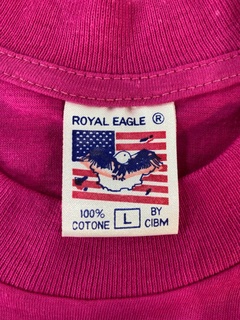 ROYAL EAGLE ®
100% L BY
COTONE CIBM